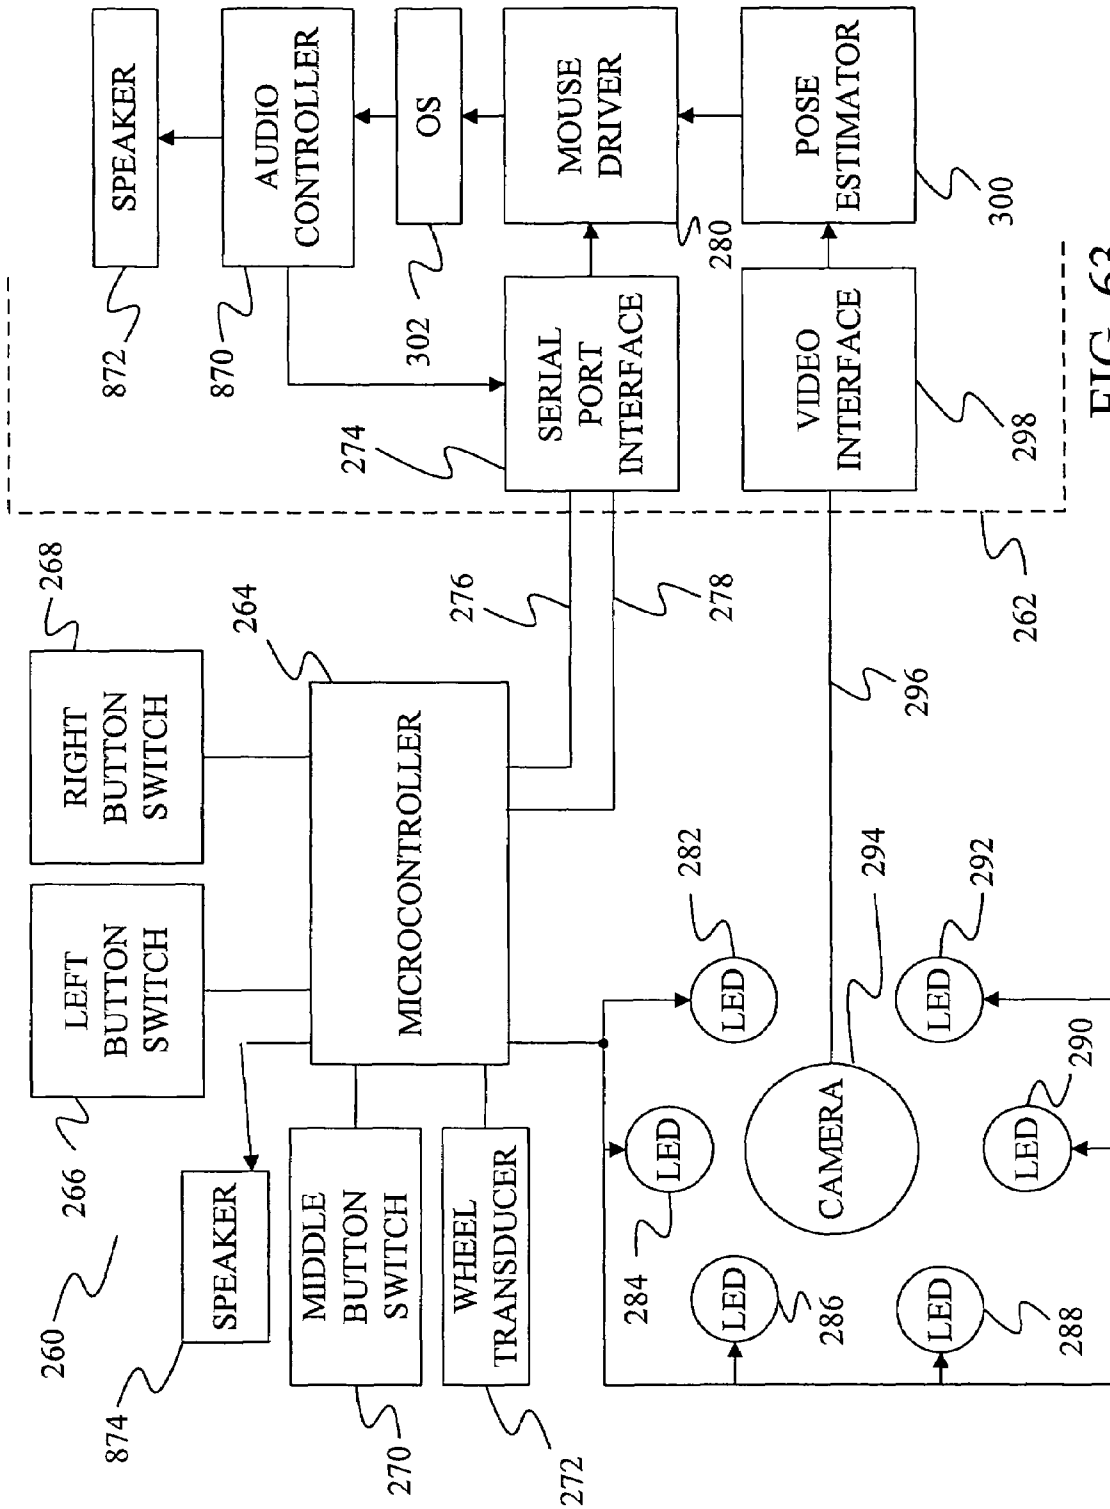 260
266
LEFT
BUTTON
SWITCH
RIGHT
BUTTON
SWITCH
268
872
SPEAKER
874
SPEAKER
264
870
AUDIO
CONTROLLER
270
MIDDLE
BUTTON
SWITCH
MICROCONTROLLER
274
302
OS
272
WHEEL
TRANSDUCER
276
278
SERIAL
PORT
INTERFACE
MOUSE
DRIVER
280
284
LED
282
LED
LED
286
CAMERA
294
296
VIDEO
INTERFACE
298
POSE
ESTIMATOR
300
LED
288
LED
290
LED
292
262
FIG 63